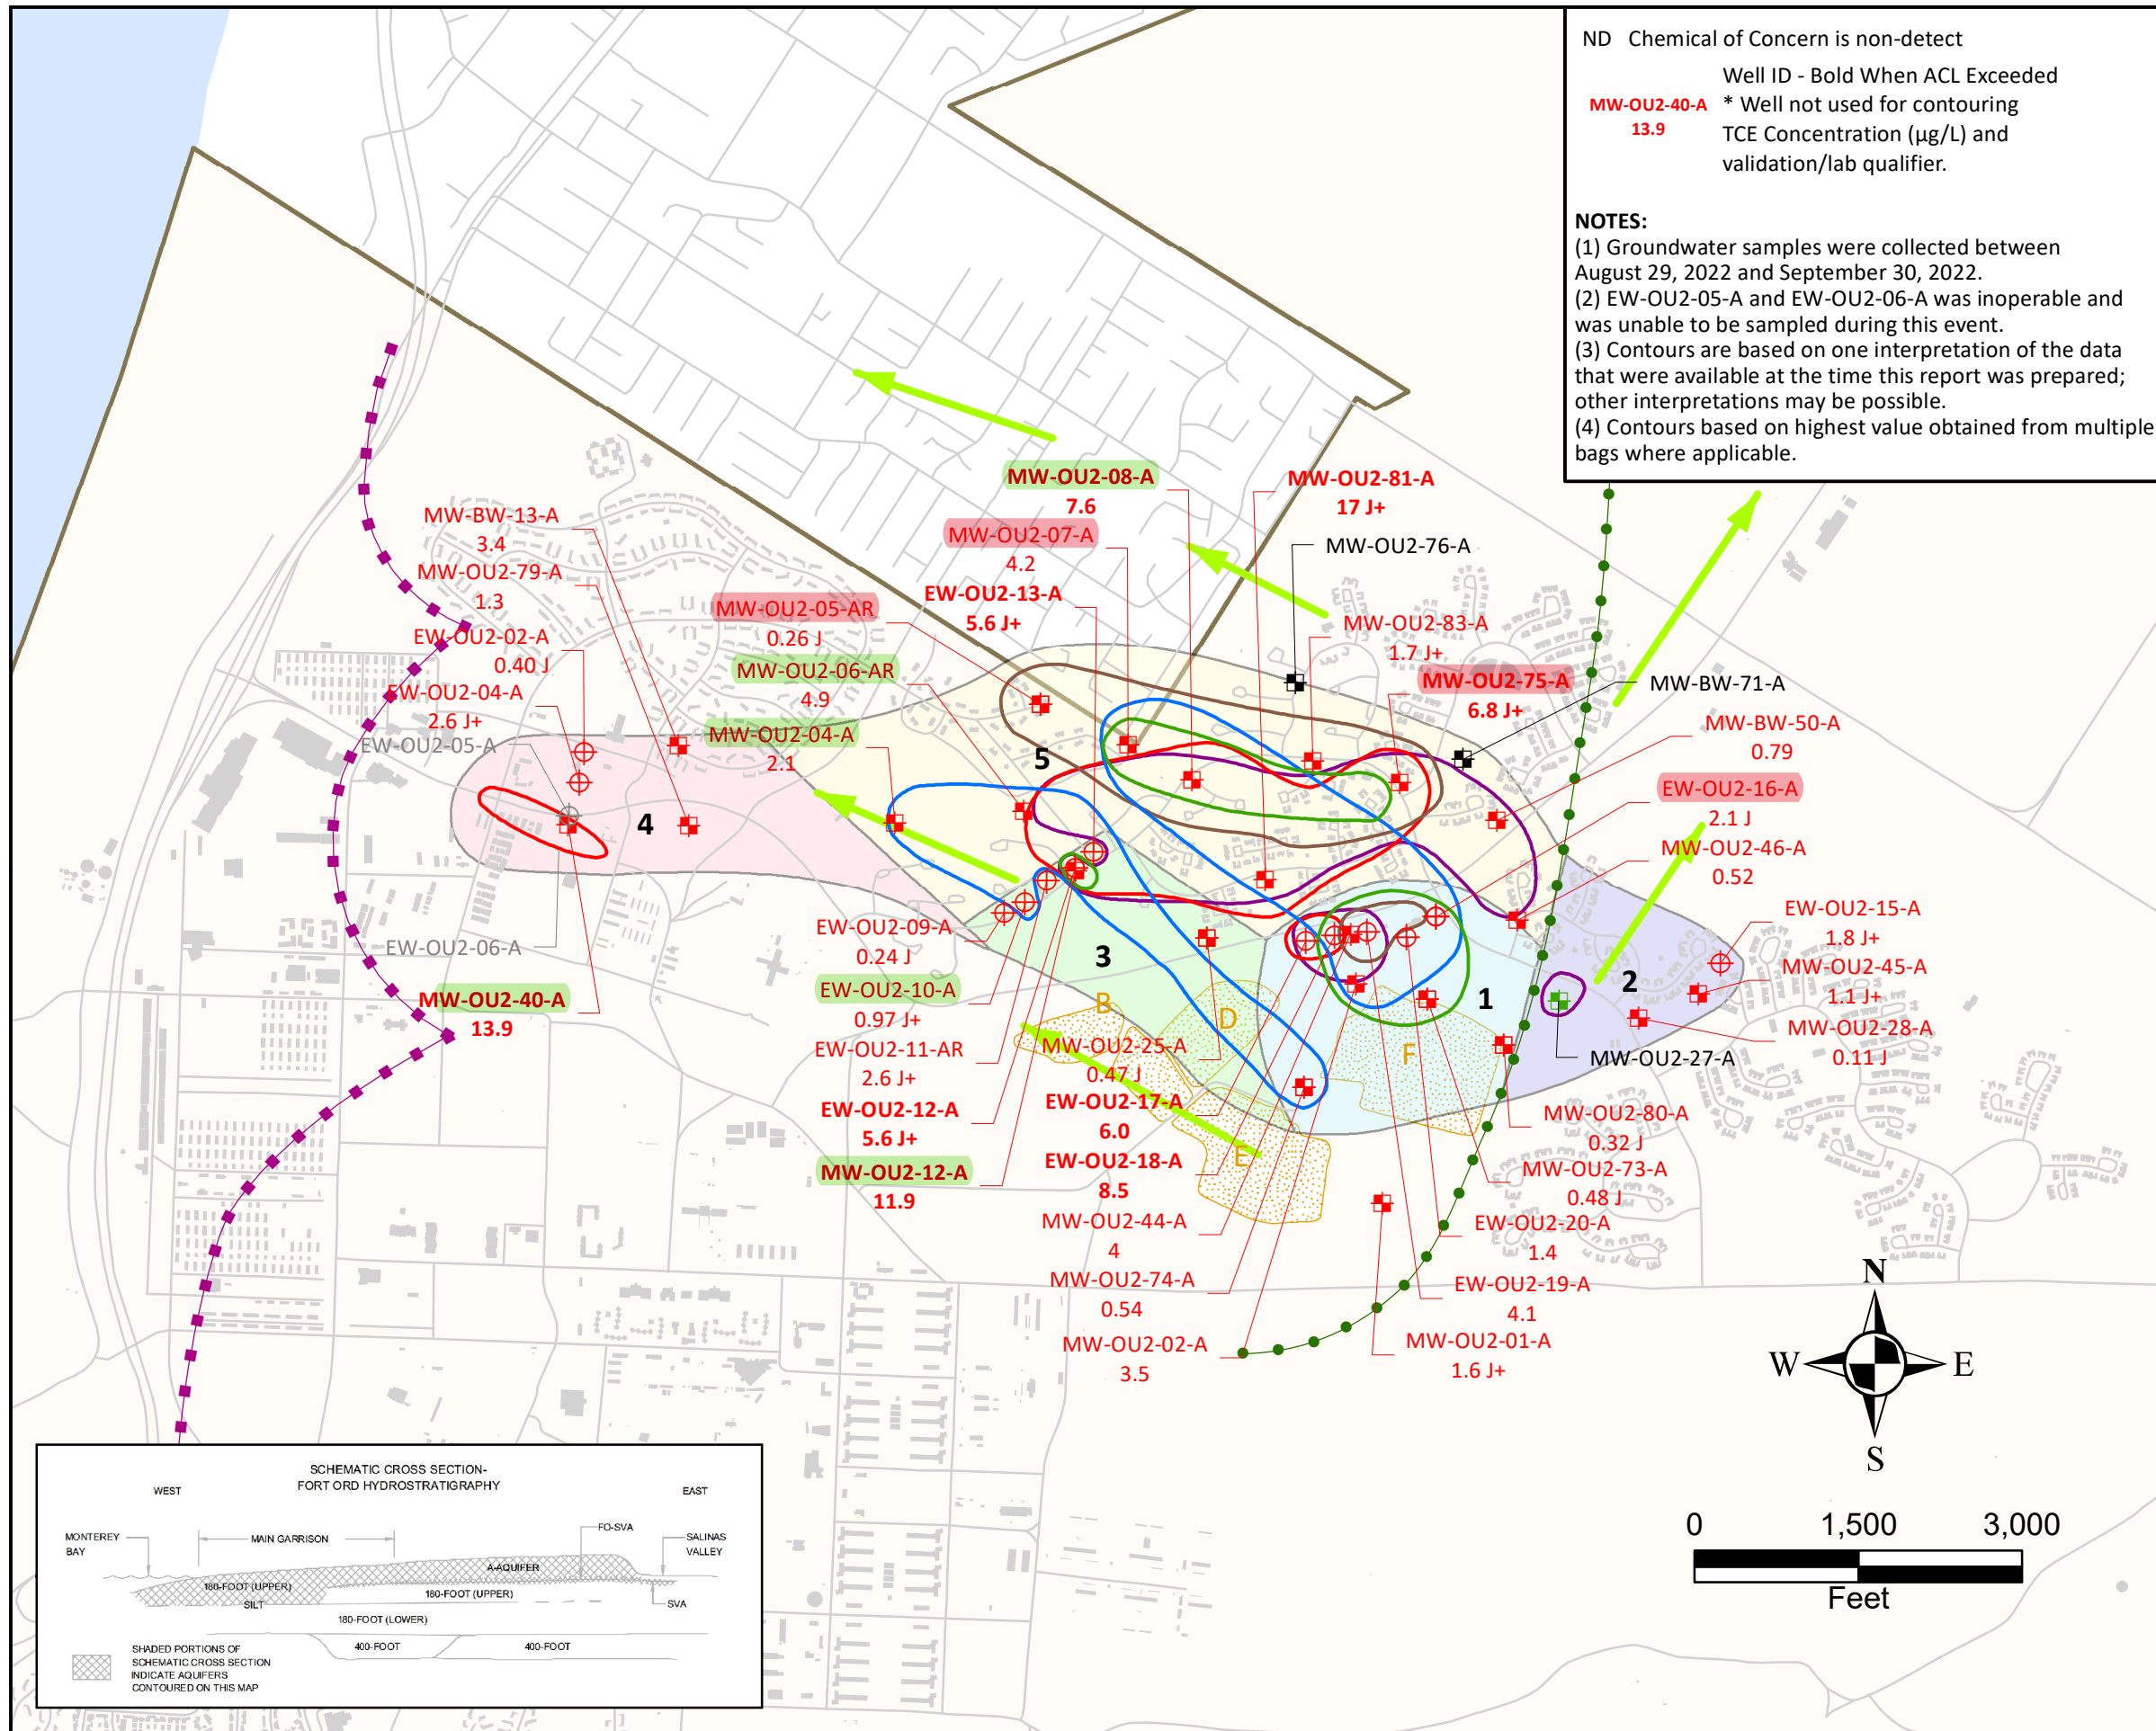 ND Chemical of Concern is non-detect
Well ID - Bold When ACL Exceeded
MW-OU2-40-A * Well not used for contouring
13.9 TCE Concentration (µg/L) and
validation/lab qualifier.
NOTES:
(1) Groundwater samples were collected between
August 29, 2022 and September 30, 2022.
(2) EW-OU2-05-A and EW-OU2-06-A was inoperable and
was unable to be sampled during this event.
(3) Contours are based on one interpretation of the data
that were available at the time this report was prepared;
other interpretations may be possible.
(4) Contours based on highest value obtained from multiple
bags where applicable.
MW-OU2-08-A
7.6
MW-OU2-81-A
17 J+
MW-OU2-07-A
4.2
MW-OU2-76-A
MW-BW-13-A
3.4
MW-OU2-79-A
1.3
EW-OU2-13-A
5.6 J+
MW-OU2-05-AR
0.26 J
MW-OU2-83-A
1.7 J+
EW-OU2-02-A
0.40 J
MW-OU2-06-AR
4.9
MW-OU2-75-A
6.8 J+
MW-BW-71-A
EW-OU2-04-A
2.6 J+
MW-OU2-04-A
2.1
MW-BW-50-A
0.79
EW-OU2-05-A
5
EW-OU2-16-A
2.1 J
4
MW-OU2-46-A
0.52
EW-OU2-15-A
1.8 J+
EW-OU2-09-A
0.24 J
EW-OU2-06-A
3
MW-OU2-45-A
1.1 J+
2
1
EW-OU2-10-A
0.97 J+
MW-OU2-40-A
13.9
B
D
F
E
MW-OU2-28-A
0.11 J
EW-OU2-11-AR
2.6 J+
MW-OU2-25-A
0.47 J
MW-OU2-27-A
EW-OU2-12-A
5.6 J+
EW-OU2-17-A
6.0
MW-OU2-80-A
0.32 J
MW-OU2-12-A
11.9
EW-OU2-18-A
8.5
MW-OU2-73-A
0.48 J
MW-OU2-44-A
4
EW-OU2-20-A
1.4
MW-OU2-74-A
0.54
EW-OU2-19-A
4.1
MW-OU2-02-A
3.5
MW-OU2-01-A
1.6 J+
N
W E
S
0 1,500 3,000
Feet
SCHEMATIC CROSS SECTION-
FORT ORD HYDROSTRATIGRAPHY
WEST EAST
MONTEREY
BAY
MAIN GARRISON
FO-SVA
SALINAS
VALLEY
A-AQUIFER
180-FOOT (UPPER)
180-FOOT (UPPER)
SILT
SVA
180-FOOT (LOWER)
400-FOOT 400-FOOT
SHADED PORTIONS OF
SCHEMATIC CROSS SECTION
INDICATE AQUIFERS
CONTOURED ON THIS MAP